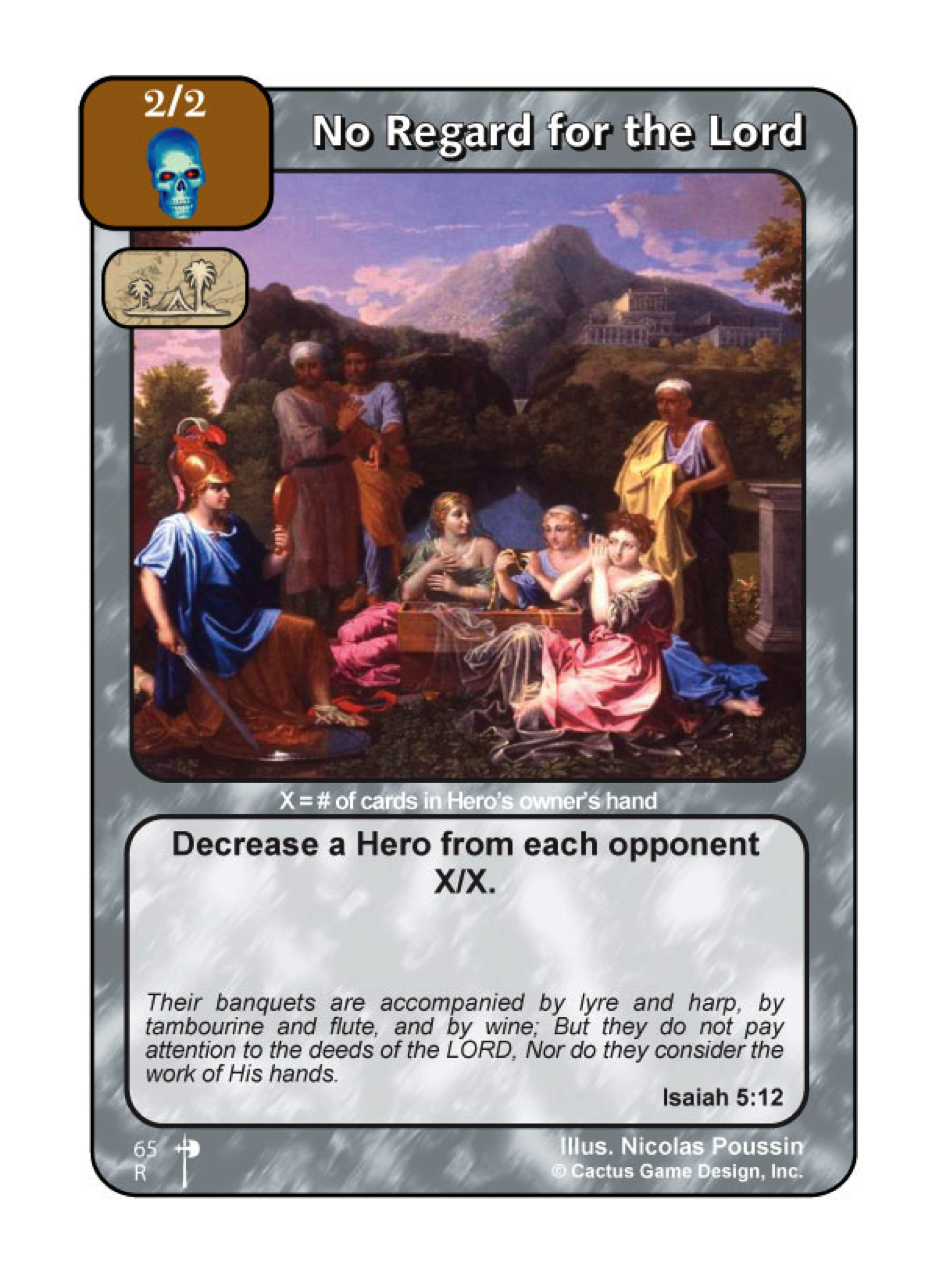 2/2
No Regard for the Lord
X = # of cards in Hero's owner's hand
Decrease a Hero from each opponent
X/X.
Their banquets are accompanied by lyre and harp, by
tambourine and flute, and by wine; But they do not pay
attention to the deeds of the LORD, Nor do they consider the
work of His hands.
Isaiah 5:12
65
R
Illus. Nicolas Poussin
© Cactus Game Design, Inc.